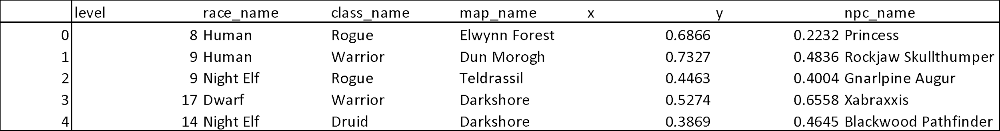 level race_name class_name map_name x y npc_name
0 8 Human Rogue Elwynn Forest 0.6866 0.2232 Princess
1 9 Human Warrior Dun Morogh 0.7327 0.4836 Rockjaw Skullthumper
2 9 Night Elf Rogue Teldrassil 0.4463 0.4004 Gnarlpine Augur
3 17 Dwarf Warrior Darkshore 0.5274 0.6558 Xabraxxis
4 14 Night Elf Druid Darkshore 0.3869 0.4645 Blackwood Pathfinder